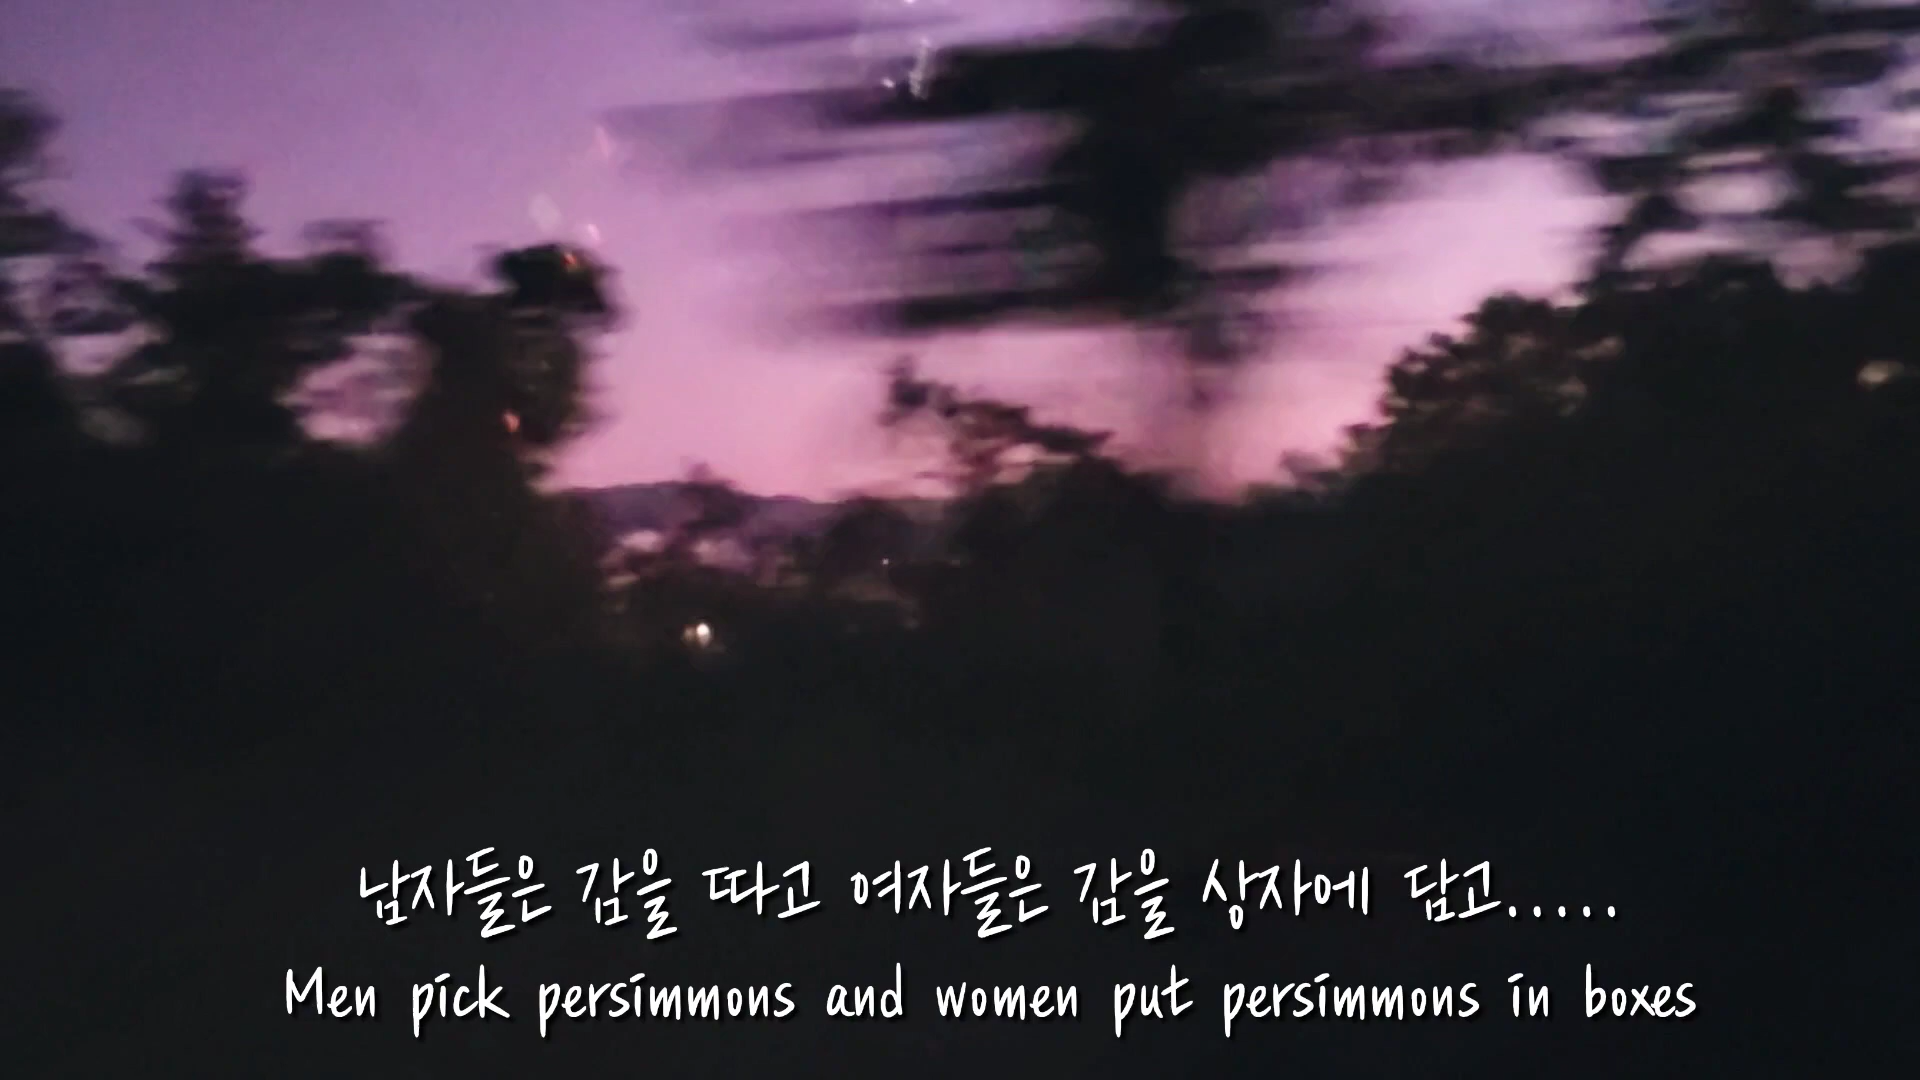 남자들은 감을 따고 여자들은 감을 상자에 담고.....
Men pick persimmons and women put persimmons in boxes